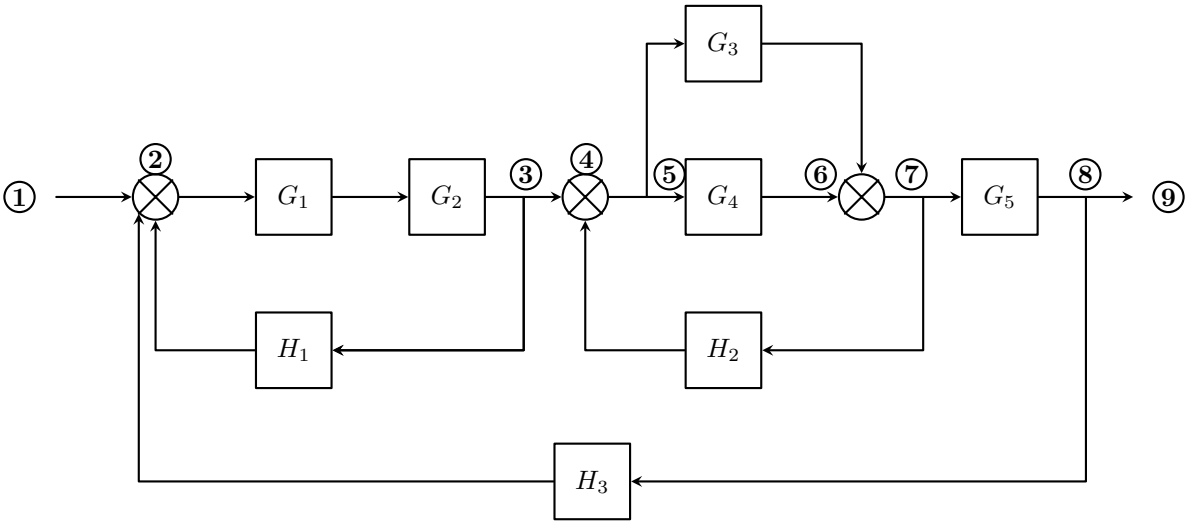 G₃
② ④
① G₁ G₂ ③ ⑤ G₄ ⑥ ⑦ G₅ ⑧ ⑨
H₁ H₂
H₃